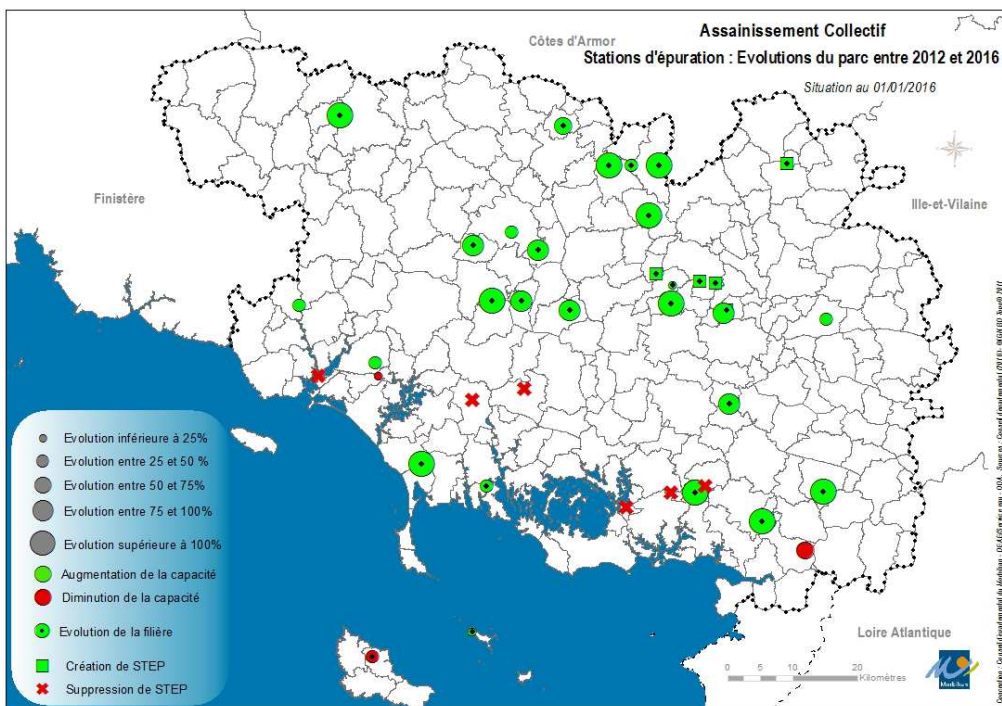 Assainissement Collectif
Stations d'épuration : Evolutions du parc entre 2012 et 2016
Situation au 01/01/2016
Côtes d'Armor
Finistère
Ille-et-Vilaine
Evolution inférieure à 25%
Evolution entre 25 et 50 %
Evolution entre 50 et 75%
Evolution entre 75 et 100%
Evolution supérieure à 100%
Augmentation de la capacité
Diminution de la capacité
Evolution de la filière
Création de STEP
Suppression de STEP
Loire Atlantique
0 5 10 20
Kilomètres
Morbihan